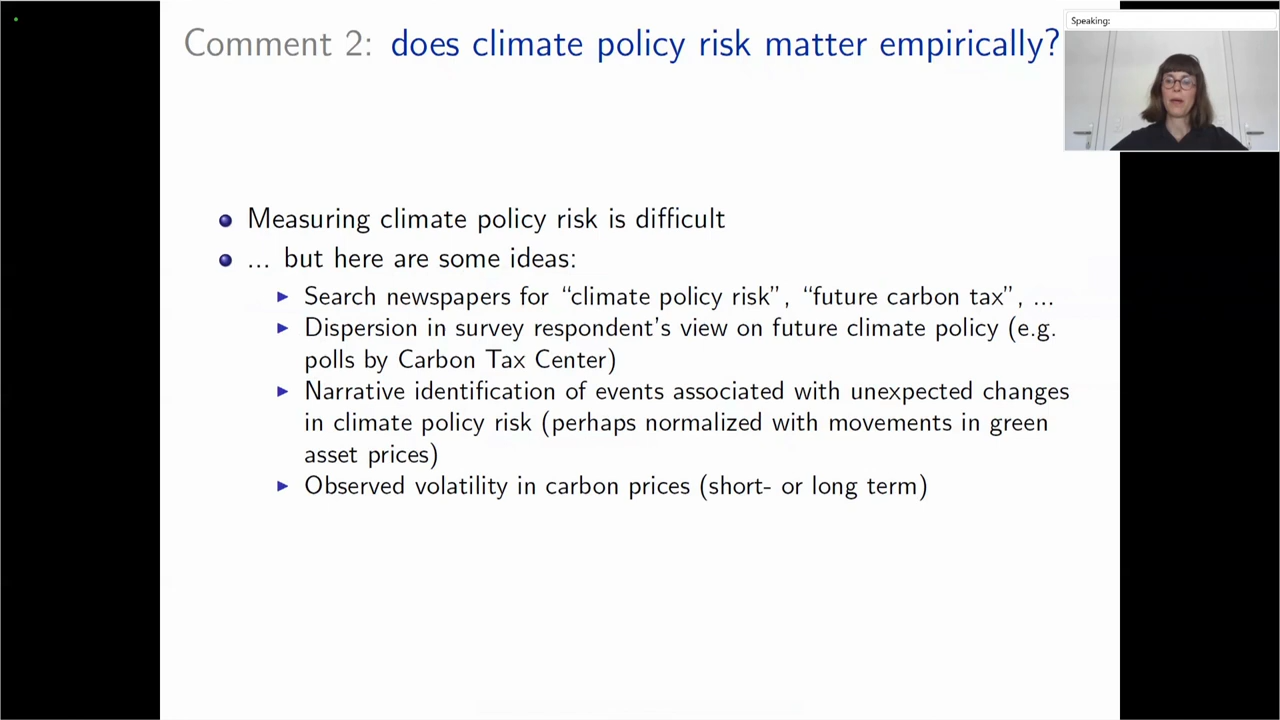 Comment 2: does climate policy risk matter empirically?
Speaking:
Measuring climate policy risk is difficult
... but here are some ideas:
Search newspapers for “climate policy risk”, “future carbon tax”, ...
Dispersion in survey respondent’s view on future climate policy (e.g.
polls by Carbon Tax Center)
Narrative identification of events associated with unexpected changes
in climate policy risk (perhaps normalized with movements in green
asset prices)
Observed volatility in carbon prices (short- or long term)